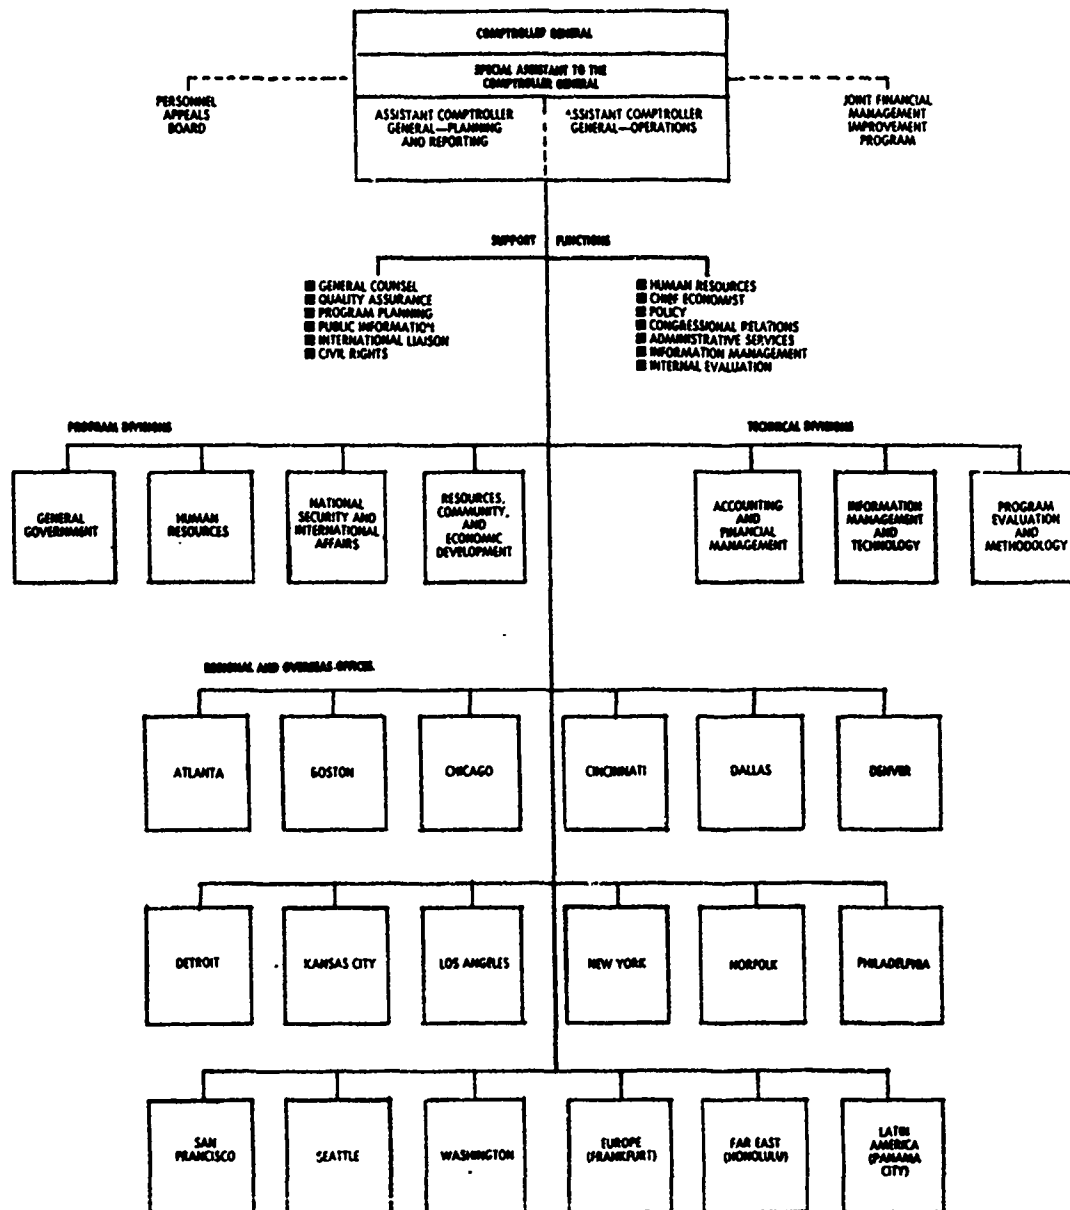 COMPTROLLER GENERAL
SPECIAL ASSISTANT TO THE
COMPTROLLER GENERAL
ASSISTANT COMPTROLLER
GENERAL—PLANNING
AND REPORTING
ASSISTANT COMPTROLLER
GENERAL—OPERATIONS
PERSONNEL
APPEALS
BOARD
JOINT FINANCIAL
MANAGEMENT
IMPROVEMENT
PROGRAM
SUPPORT FUNCTIONS
GENERAL COUNSEL
QUALITY ASSURANCE
PROGRAM PLANNING
PUBLIC INFORMATION
INTERNATIONAL LIAISON
CIVIL RIGHTS
HUMAN RESOURCES
CHIEF ECONOMIST
POLICY
CONGRESSIONAL RELATIONS
ADMINISTRATIVE SERVICES
INFORMATION MANAGEMENT
INTERNAL EVALUATION
PROGRAM DIVISIONS
TECHNICAL DIVISIONS
GENERAL
GOVERNMENT
HUMAN
RESOURCES
NATIONAL
SECURITY AND
INTERNATIONAL
AFFAIRS
RESOURCES,
COMMUNITY,
AND
ECONOMIC
DEVELOPMENT
ACCOUNTING
AND
FINANCIAL
MANAGEMENT
INFORMATION
MANAGEMENT
AND
TECHNOLOGY
PROGRAM
EVALUATION
AND
METHODOLOGY
REGIONAL AND OVERSEAS OFFICES
ATLANTA
BOSTON
CHICAGO
CINCINNATI
DALLAS
DENVER
DETROIT
KANSAS CITY
LOS ANGELES
NEW YORK
NORFOLK
PHILADELPHIA
SAN
FRANCISCO
SEATTLE
WASHINGTON
EUROPE
(FRANKFURT)
FAR EAST
(HONOLULU)
LATIN
AMERICA
(PANAMA
CITY)